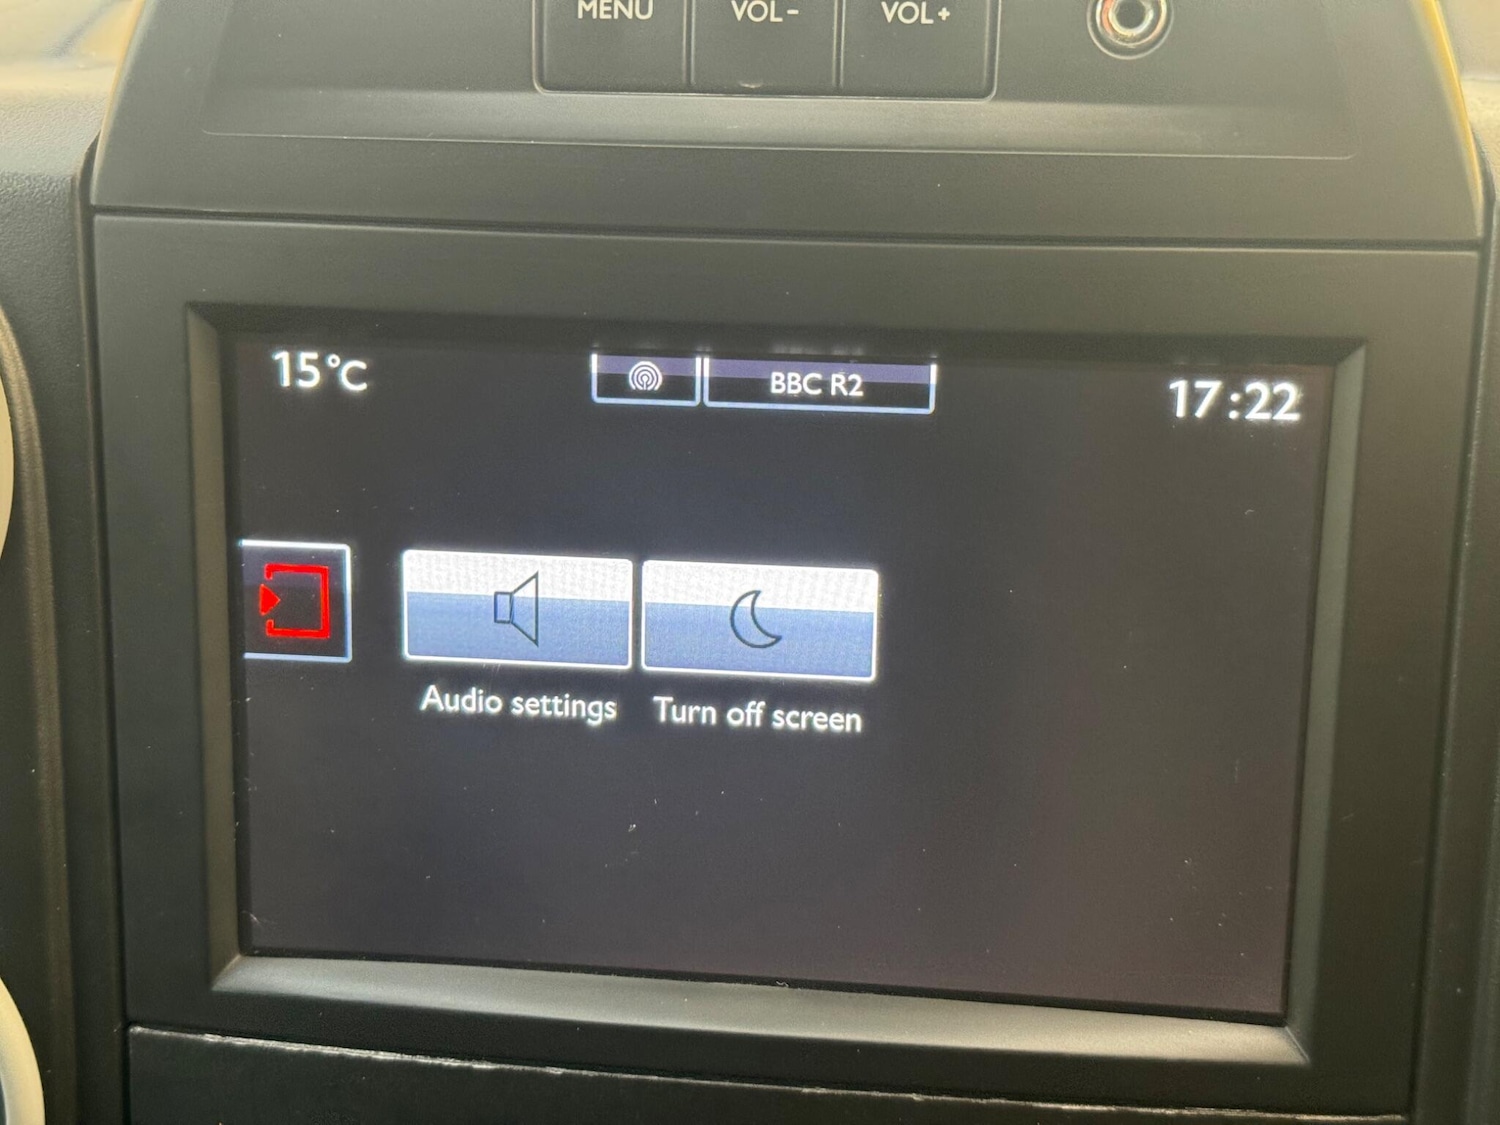 MENU
VOL-
VOL+
15°C
BBC R2
17:22
Audio settings
Turn off screen